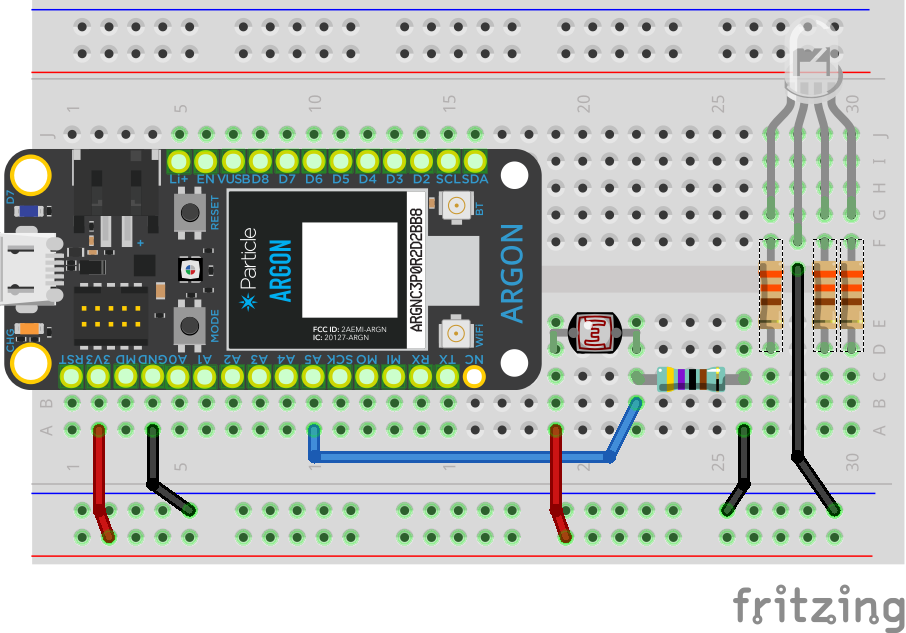 1 5 10 15 20 25 30
J J
I
H
G
F
E
D
C
B
A A
Li+ EN VUSB D8 D7 D6 D5 D4 D3 D2 SCL SDA
D7
RESET
BT
Particle
ARGON
ARGNC3P0R2D2BB8
ARGON
+
MODE
FCC ID: 2AEMI-ARGN
IC: 20127-ARGN
WiFi
CHG
RST 3V3 MD GND A0 A1 A2 A3 A4 A5 SCK MO MI RX TX NC
B
1 5 1 20 25 30
fritzing